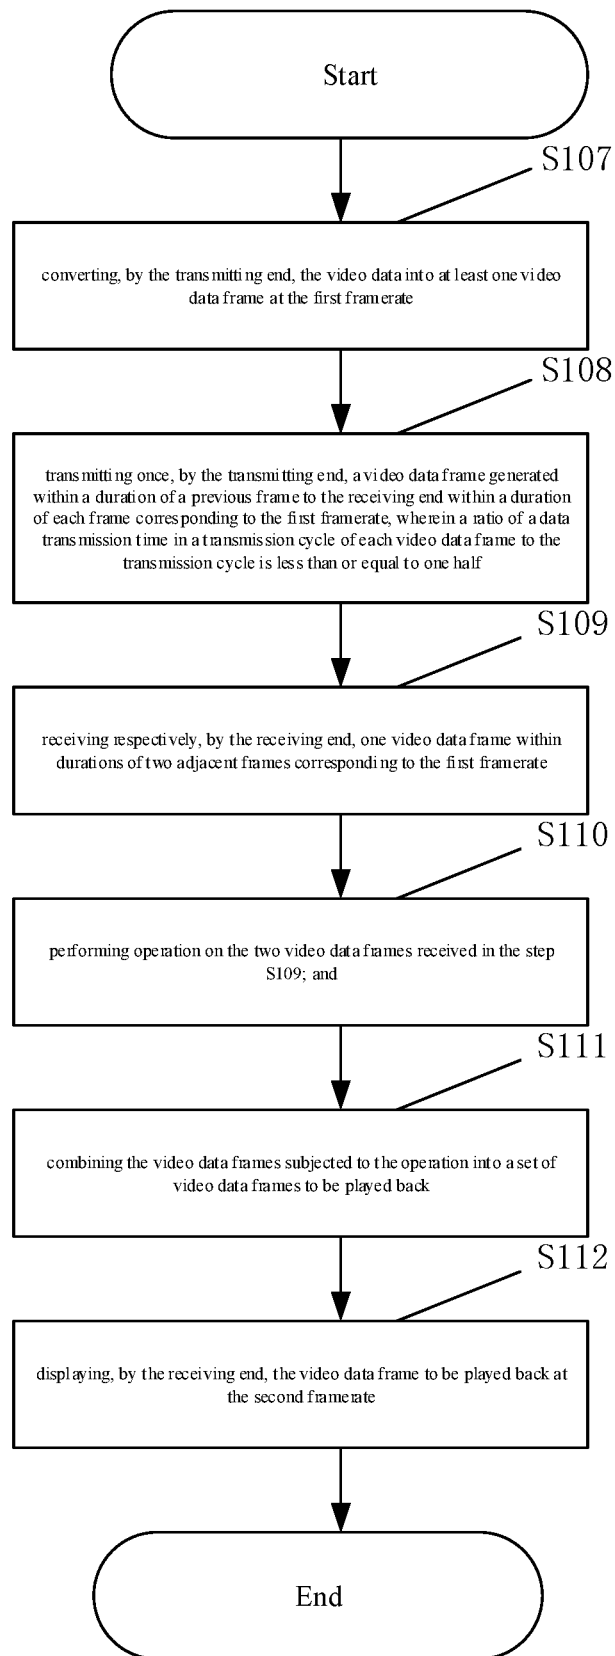 Start
S107
converting, by the transmitting end, the video data into at least one video
data frame at the first framerate
S108
transmitting once, by the transmitting end, a video data frame generated
within a duration of a previous frame to the receiving end within a duration
of each frame corresponding to the first framerate, wherein a ratio of a data
transmission time in a transmission cycle of each video data frame to the
transmission cycle is less than or equal to one half
S109
receiving respectively, by the receiving end, one video data frame within
durations of two adjacent frames corresponding to the first framerate
S110
performing operation on the two video data frames received in the step
S109; and
S111
combining the video data frames subjected to the operation into a set of
video data frames to be played back
S112
displaying, by the receiving end, the video data frame to be played back at
the second framerate
End